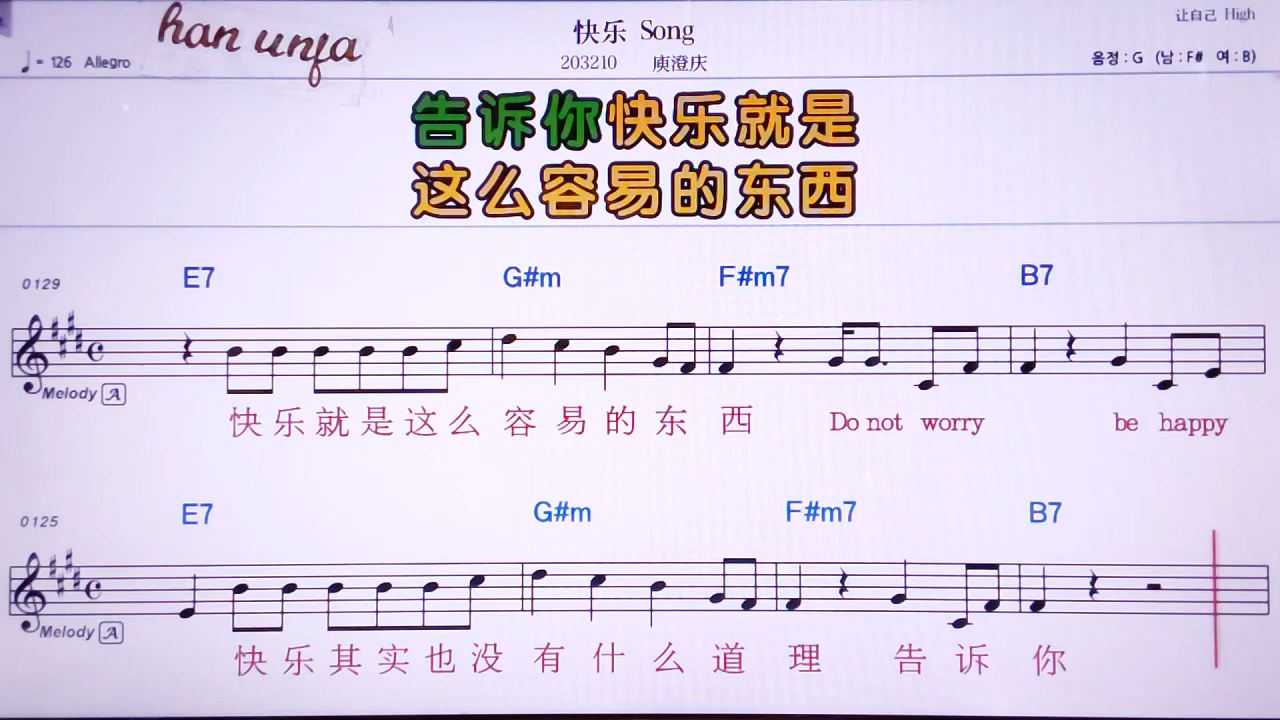 han unfa
快乐 Song
让自己 High
♩= 126 Allegro
203210 庾澄庆
음정 : G (남 : F# 여 : B)
告诉你快乐就是
这么容易的东西
0129 E7 G#m F#m7 B7
Melody A
快乐就是这么容易的东西 Do not worry be happy
0125 E7 G#m F#m7 B7
Melody A
快乐其实也没有什么道理 告诉你